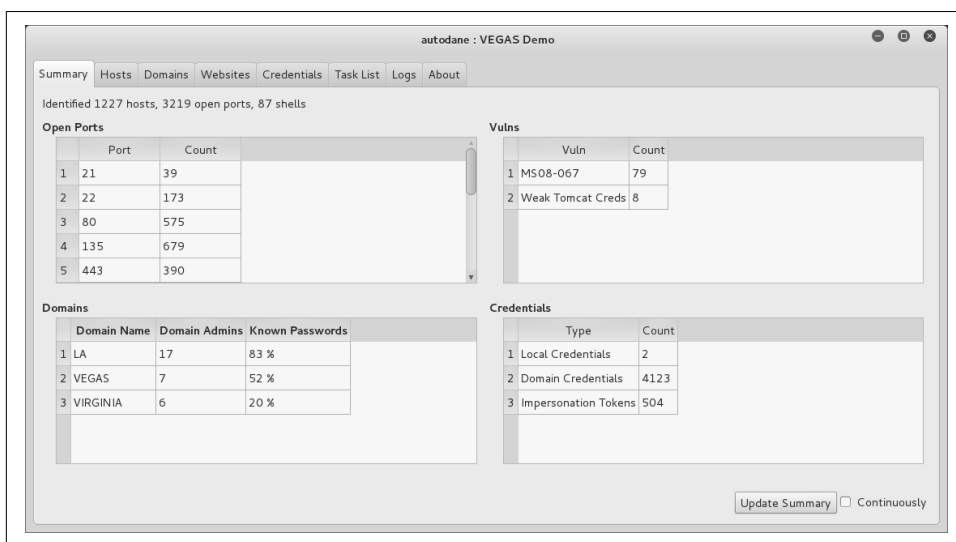 autodane : VEGAS Demo
Summary Hosts Domains Websites Credentials Task List Logs About
Identified 1227 hosts, 3219 open ports, 87 shells
Open Ports
Port Count
1 21 39
2 22 173
3 80 575
4 135 679
5 443 390
Vulns
Vuln Count
1 MS08-067 79
2 Weak Tomcat Creds 8
Domains
Domain Name Domain Admins Known Passwords
1 LA 17 83 %
2 VEGAS 7 52 %
3 VIRGINIA 6 20 %
Credentials
Type Count
1 Local Credentials 2
2 Domain Credentials 4123
3 Impersonation Tokens 504
Update Summary Continuously